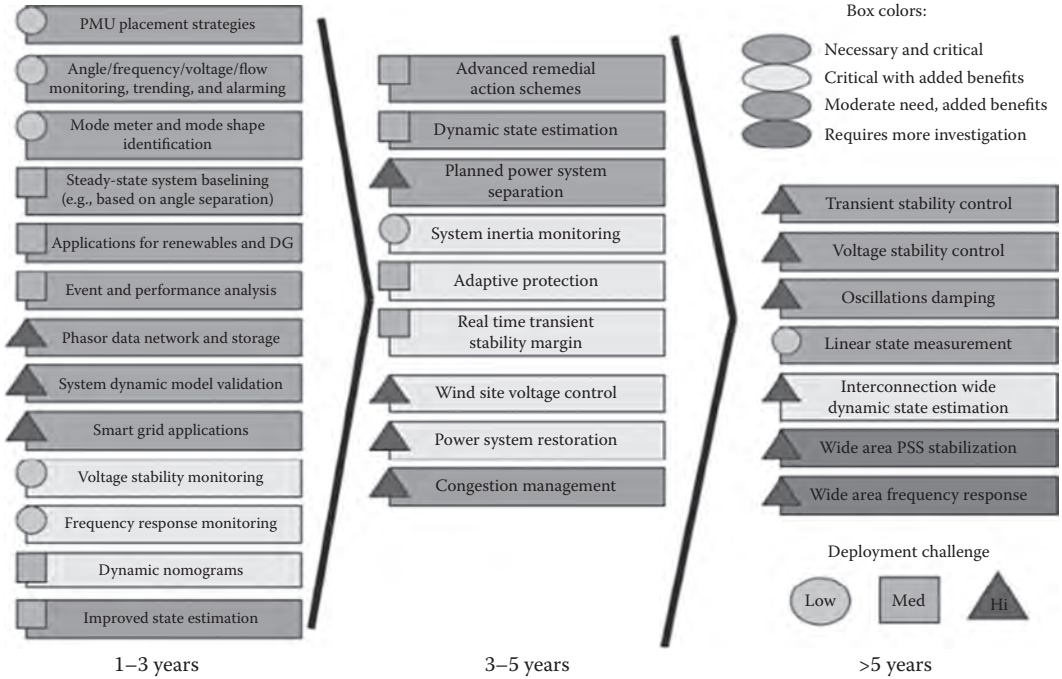 PMU placement strategies
Angle/frequency/voltage/flow
monitoring, trending, and alarming
Mode meter and mode shape
identification
Steady-state system baselining
(e.g., based on angle separation)
Applications for renewables and DG
Event and performance analysis
Phasor data network and storage
System dynamic model validation
Smart grid applications
Voltage stability monitoring
Frequency response monitoring
Dynamic nomograms
Improved state estimation
1–3 years
Advanced remedial
action schemes
Dynamic state estimation
Planned power system
separation
System inertia monitoring
Adaptive protection
Real time transient
stability margin
Wind site voltage control
Power system restoration
Congestion management
3–5 years
Box colors:
Necessary and critical
Critical with added benefits
Moderate need, added benefits
Requires more investigation
Transient stability control
Voltage stability control
Oscillations damping
Linear state measurement
Interconnection wide
dynamic state estimation
Wide area PSS stabilization
Wide area frequency response
Deployment challenge
Low
Med
Hi
>5 years